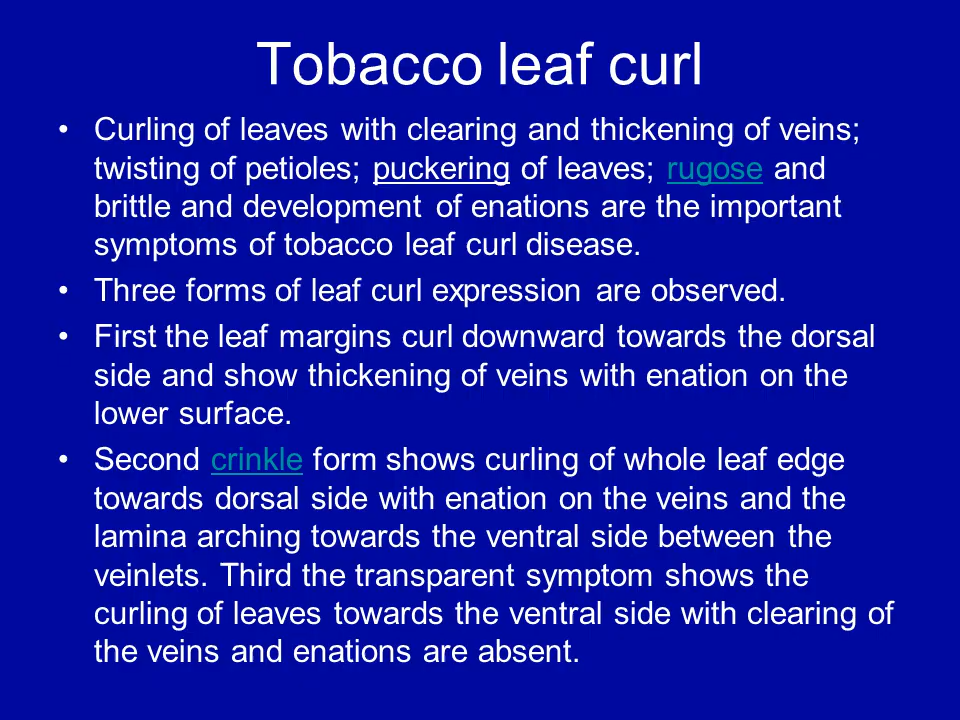 Tobacco leaf curl
• Curling of leaves with clearing and thickening of veins;
twisting of petioles; puckering of leaves; rugose and
brittle and development of enations are the important
symptoms of tobacco leaf curl disease.
• Three forms of leaf curl expression are observed.
• First the leaf margins curl downward towards the dorsal
side and show thickening of veins with enation on the
lower surface.
• Second crinkle form shows curling of whole leaf edge
towards dorsal side with enation on the veins and the
lamina arching towards the ventral side between the
veinlets. Third the transparent symptom shows the
curling of leaves towards the ventral side with clearing of
the veins and enations are absent.